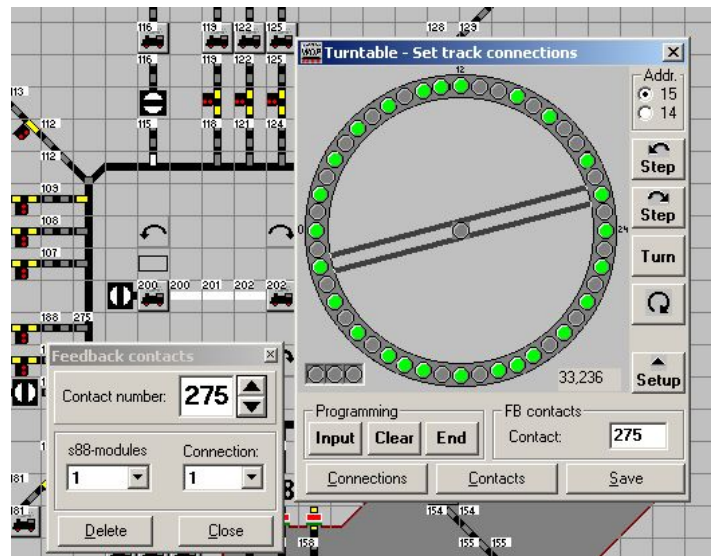 116 119 122 125 128 129
Turntable - Set track connections
12
Addr.
15
14
116 119 122 125
113
112
115 118 121 124
112
Step
Step
109
108
107
0
24
Turn
200 200 201 202 202
188 275
Feedback contacts
Contact number: 275
33,236
Setup
Programming
Input Clear End
FB contacts
Contact: 275
s88-modules
1
Connection:
1
Connections Contacts Save
Delete Close
181
181
8
154 154
158
155 155